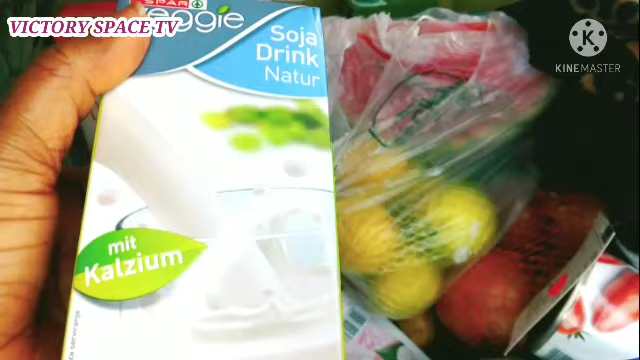 VICTORY SPACE TV
SPAR
veggie
Soja
Drink
Natur
mit
Kalzium
KINEMASTER